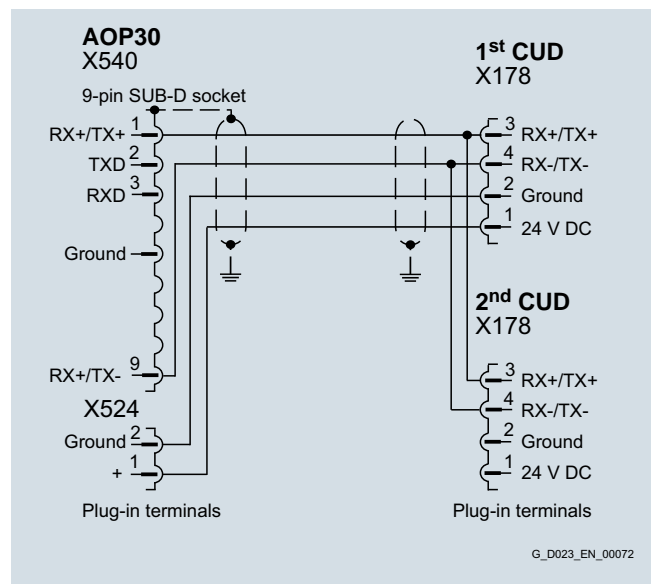 AOP30
X540
9-pin SUB-D socket
1
RX+/TX+
2
TXD
3
RXD
Ground
9
RX+/TX-
X524
2
Ground
1
+
Plug-in terminals
1st CUD
X178
3
RX+/TX+
4
RX-/TX-
2
Ground
1
24 V DC
2nd CUD
X178
3
RX+/TX+
4
RX-/TX-
2
Ground
1
24 V DC
Plug-in terminals
G_D023_EN_00072